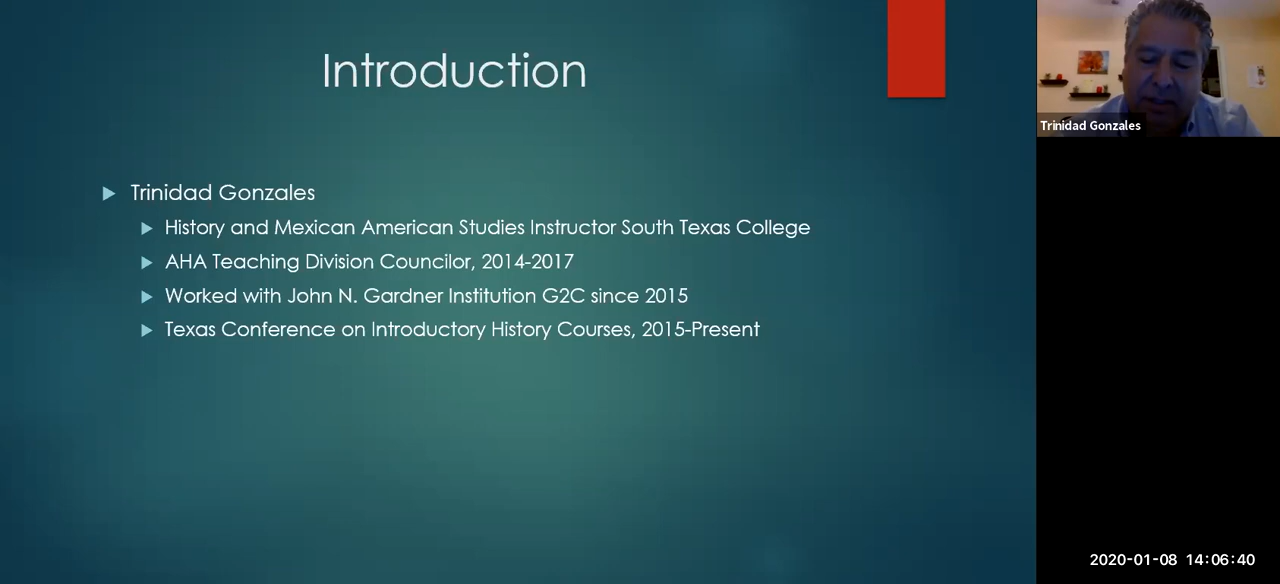 Introduction
Trinidad Gonzales
History and Mexican American Studies Instructor South Texas College
AHA Teaching Division Councilor, 2014-2017
Worked with John N. Gardner Institution G2C since 2015
Texas Conference on Introductory History Courses, 2015-Present
Trinidad Gonzales
2020-01-08 14:06:40